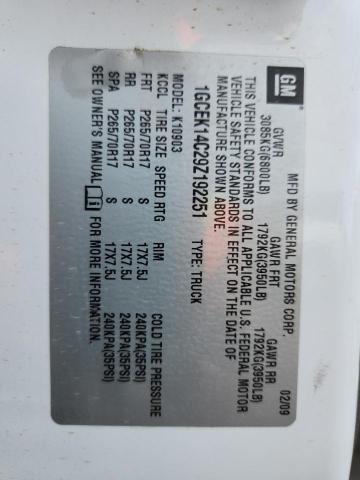 GM
MFD BY GENERAL MOTORS CORP. 02/09
GVWR GAWR FRT GAWR RR
3085KG(6800LB) 1792KG(3950LB) 1792KG(3950LB)
THIS VEHICLE CONFORMS TO ALL APPLICABLE U.S. FEDERAL MOTOR
VEHICLE SAFETY STANDARDS IN EFFECT ON THE DATE OF
MANUFACTURE SHOWN ABOVE.
1GCEK14C29Z192251 TYPE: TRUCK
MODEL: K10903
KCCL TIRE SIZE SPEED RTG RIM COLD TIRE PRESSURE
FRT P265/70R17 S 17X7.5J 240KPA(35PSI)
RR P265/70R17 S 17X7.5J 240KPA(35PSI)
SPA P265/70R17 S 17X7.5J 240KPA(35PSI)
SEE OWNER'S MANUAL i FOR MORE INFORMATION.